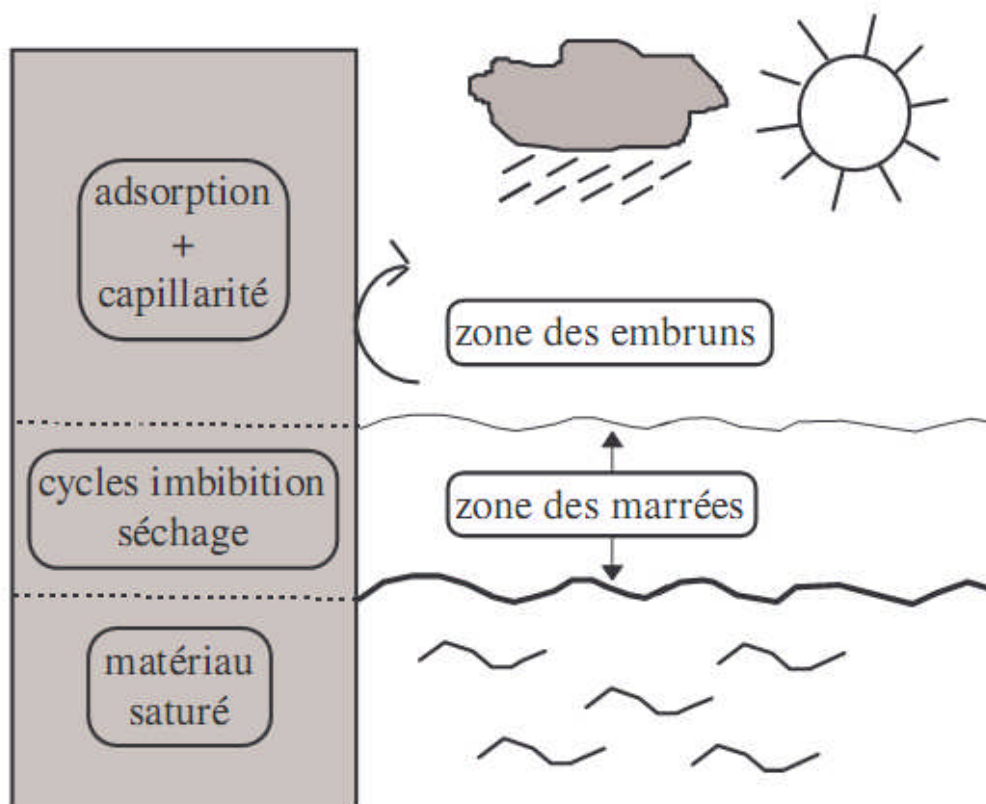 adsorption
+
capillarité
zone des embruns
cycles imbibition
séchage
zone des marrées
matériau
saturé